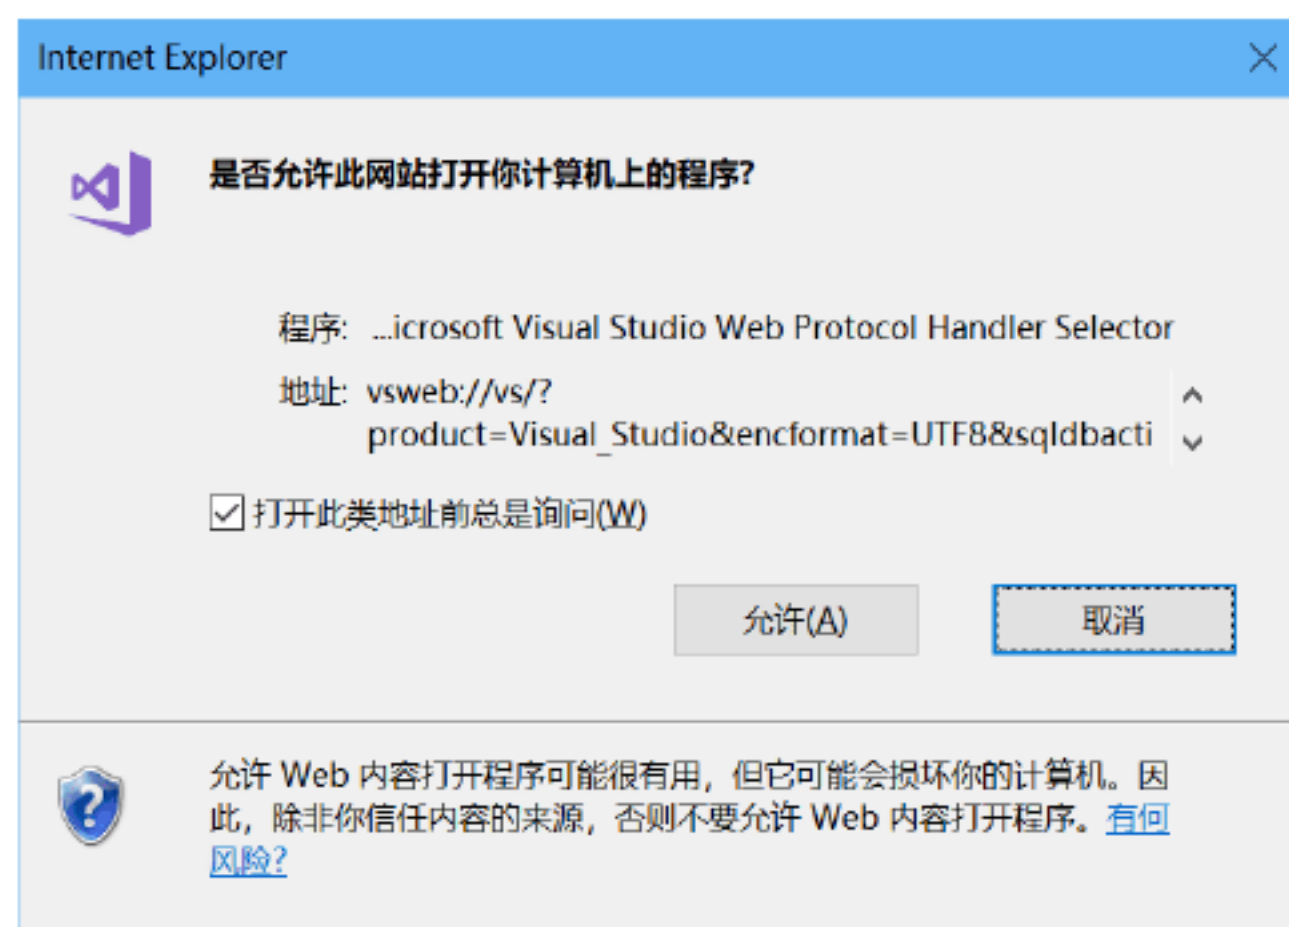 Internet Explorer
是否允许此网站打开你计算机上的程序?
程序: ...icrosoft Visual Studio Web Protocol Handler Selector
地址: vsweb://vs/?
product=Visual_Studio&encformat=UTF8&sqldbacti
打开此类地址前总是询问(W)
允许(A) 取消
允许 Web 内容打开程序可能很有用，但它可能会损坏你的计算机。因
此，除非你信任内容的来源，否则不要允许 Web 内容打开程序。有何
风险?